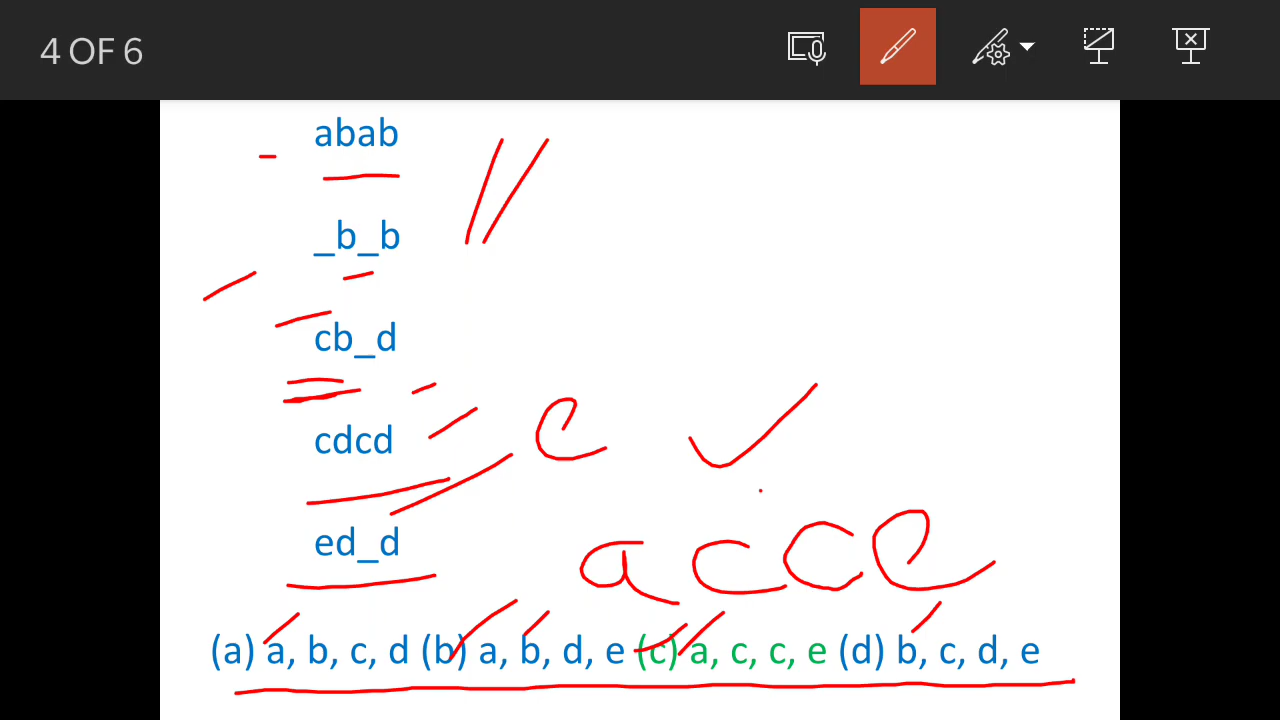 4 OF 6
abab
_b_b
cb_d
cdcd
e
ed_d
acce
(a) a, b, c, d (b) a, b, d, e (c) a, c, c, e (d) b, c, d, e